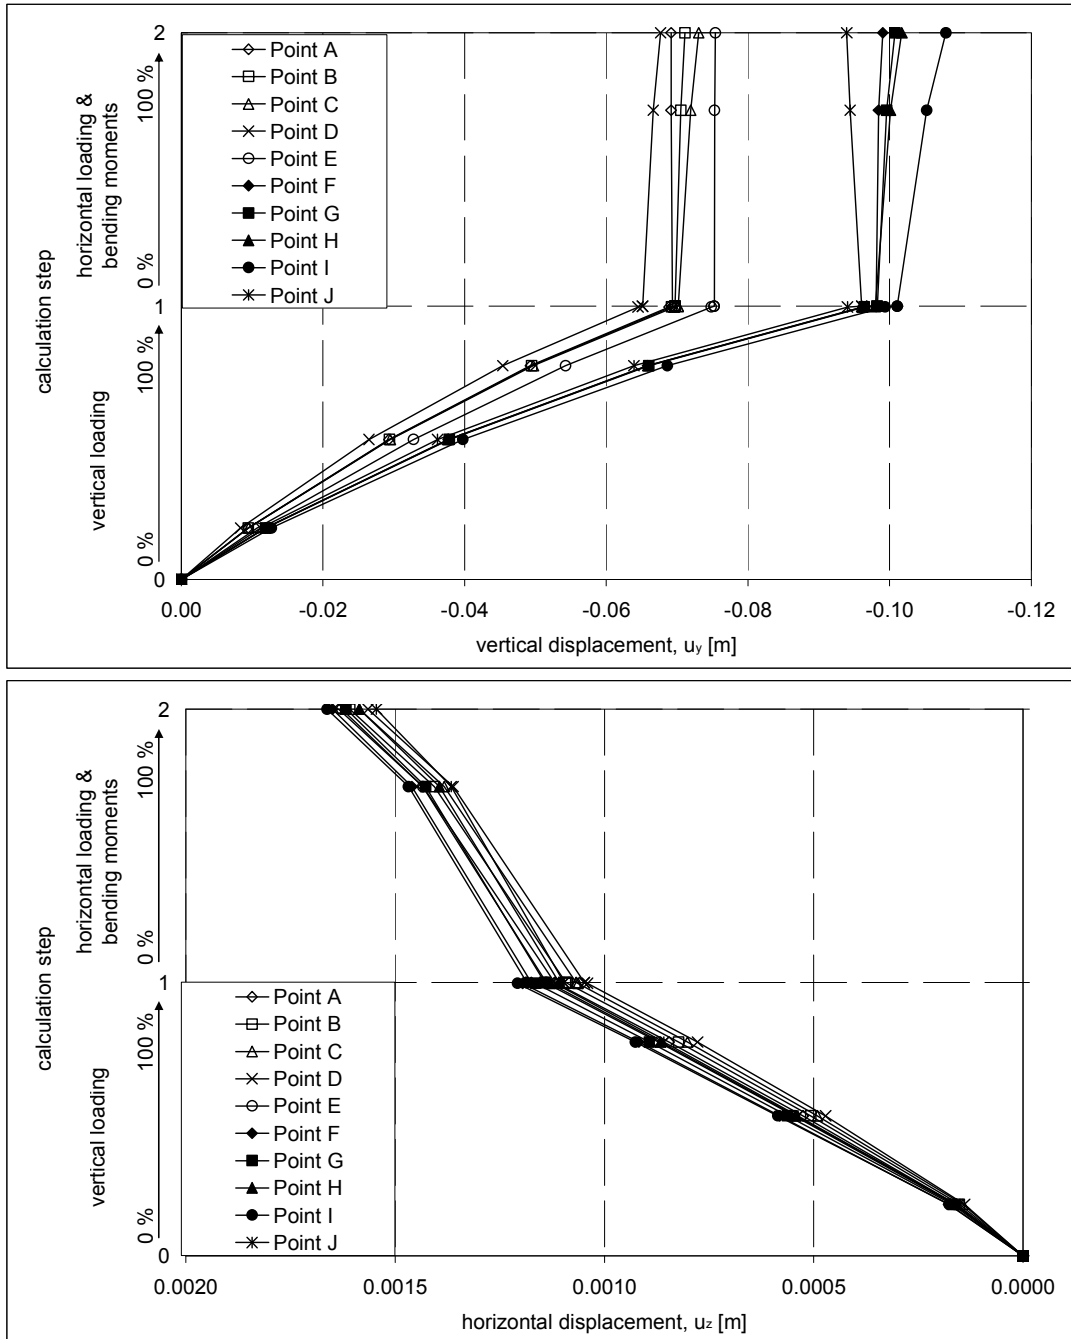 2
100 %
horizontal loading &
bending moments
0 %
calculation step
1
100 %
vertical loading
0 %
0
Point A
Point B
Point C
Point D
Point E
Point F
Point G
Point H
Point I
Point J
0.00 -0.02 -0.04 -0.06 -0.08 -0.10 -0.12
vertical displacement, uy [m]
2
100 %
horizontal loading &
bending moments
0 %
calculation step
1
100 %
vertical loading
0 %
0
Point A
Point B
Point C
Point D
Point E
Point F
Point G
Point H
Point I
Point J
0.0020 0.0015 0.0010 0.0005 0.0000
horizontal displacement, uz [m]